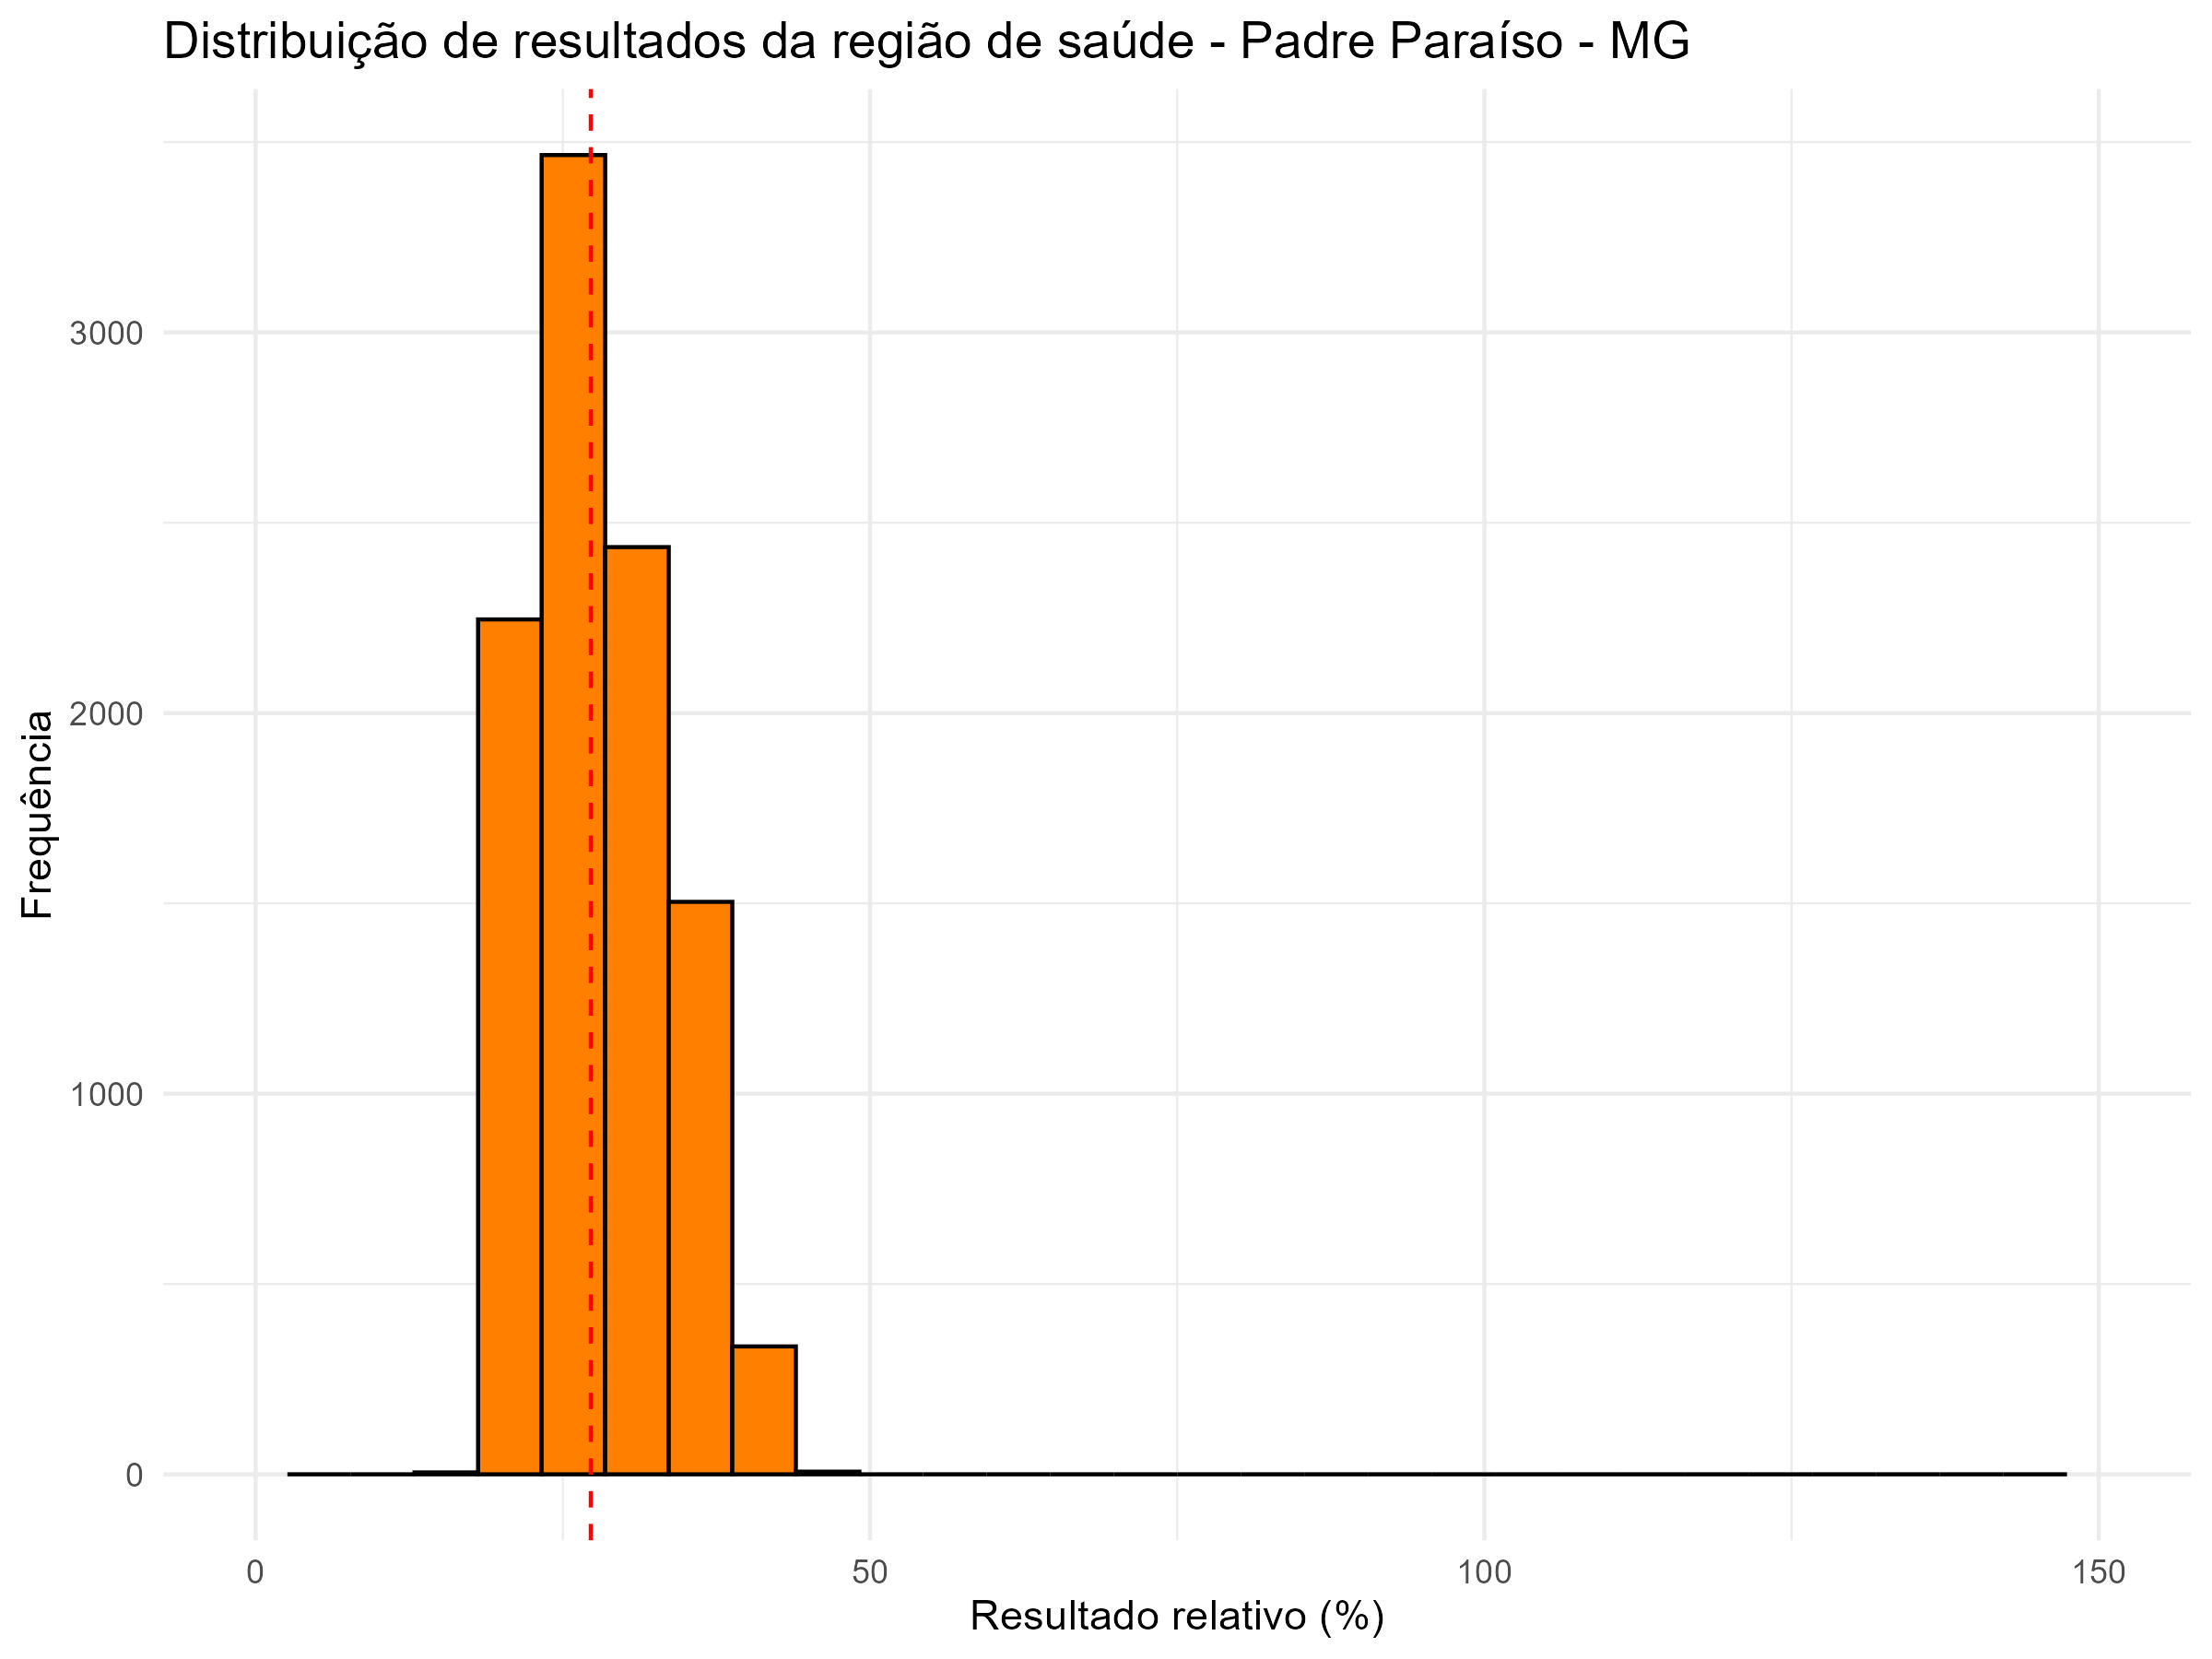 Distribuição de resultados da região de saúde - Padre Paraíso - MG
Frequência
3000
2000
1000
0
0 50 100 150
Resultado relativo (%)